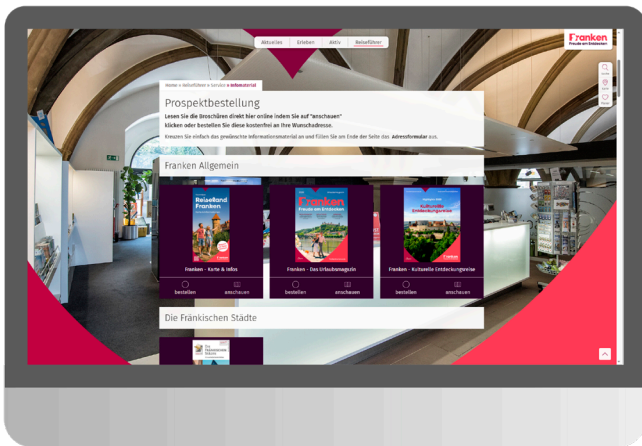 Aktuelles Erleben Aktiv Reiseführer
Franken
Freude am Entdecken
Home » Reiseführer » Service » Infomaterial
Prospektbestellung
Lesen Sie die Broschüren direkt hier online indem Sie auf "anschauen"
klicken oder bestellen Sie diese kostenfrei an Ihre Wunschadresse.
Kreuzen Sie einfach das gewünschte Informationsmaterial an und füllen Sie am Ende der Seite das Adressformular aus.
Franken Allgemein
Reiseland
Franken.
Franken
Freude am Entdecken
Kulturelle
Entdeckungsreise
Franken - Karte & Infos
Franken - Das Urlaubsmagazin
Franken - Kulturelle Entdeckungsreise
bestellen anschauen
bestellen anschauen
bestellen anschauen
Die Fränkischen Städte